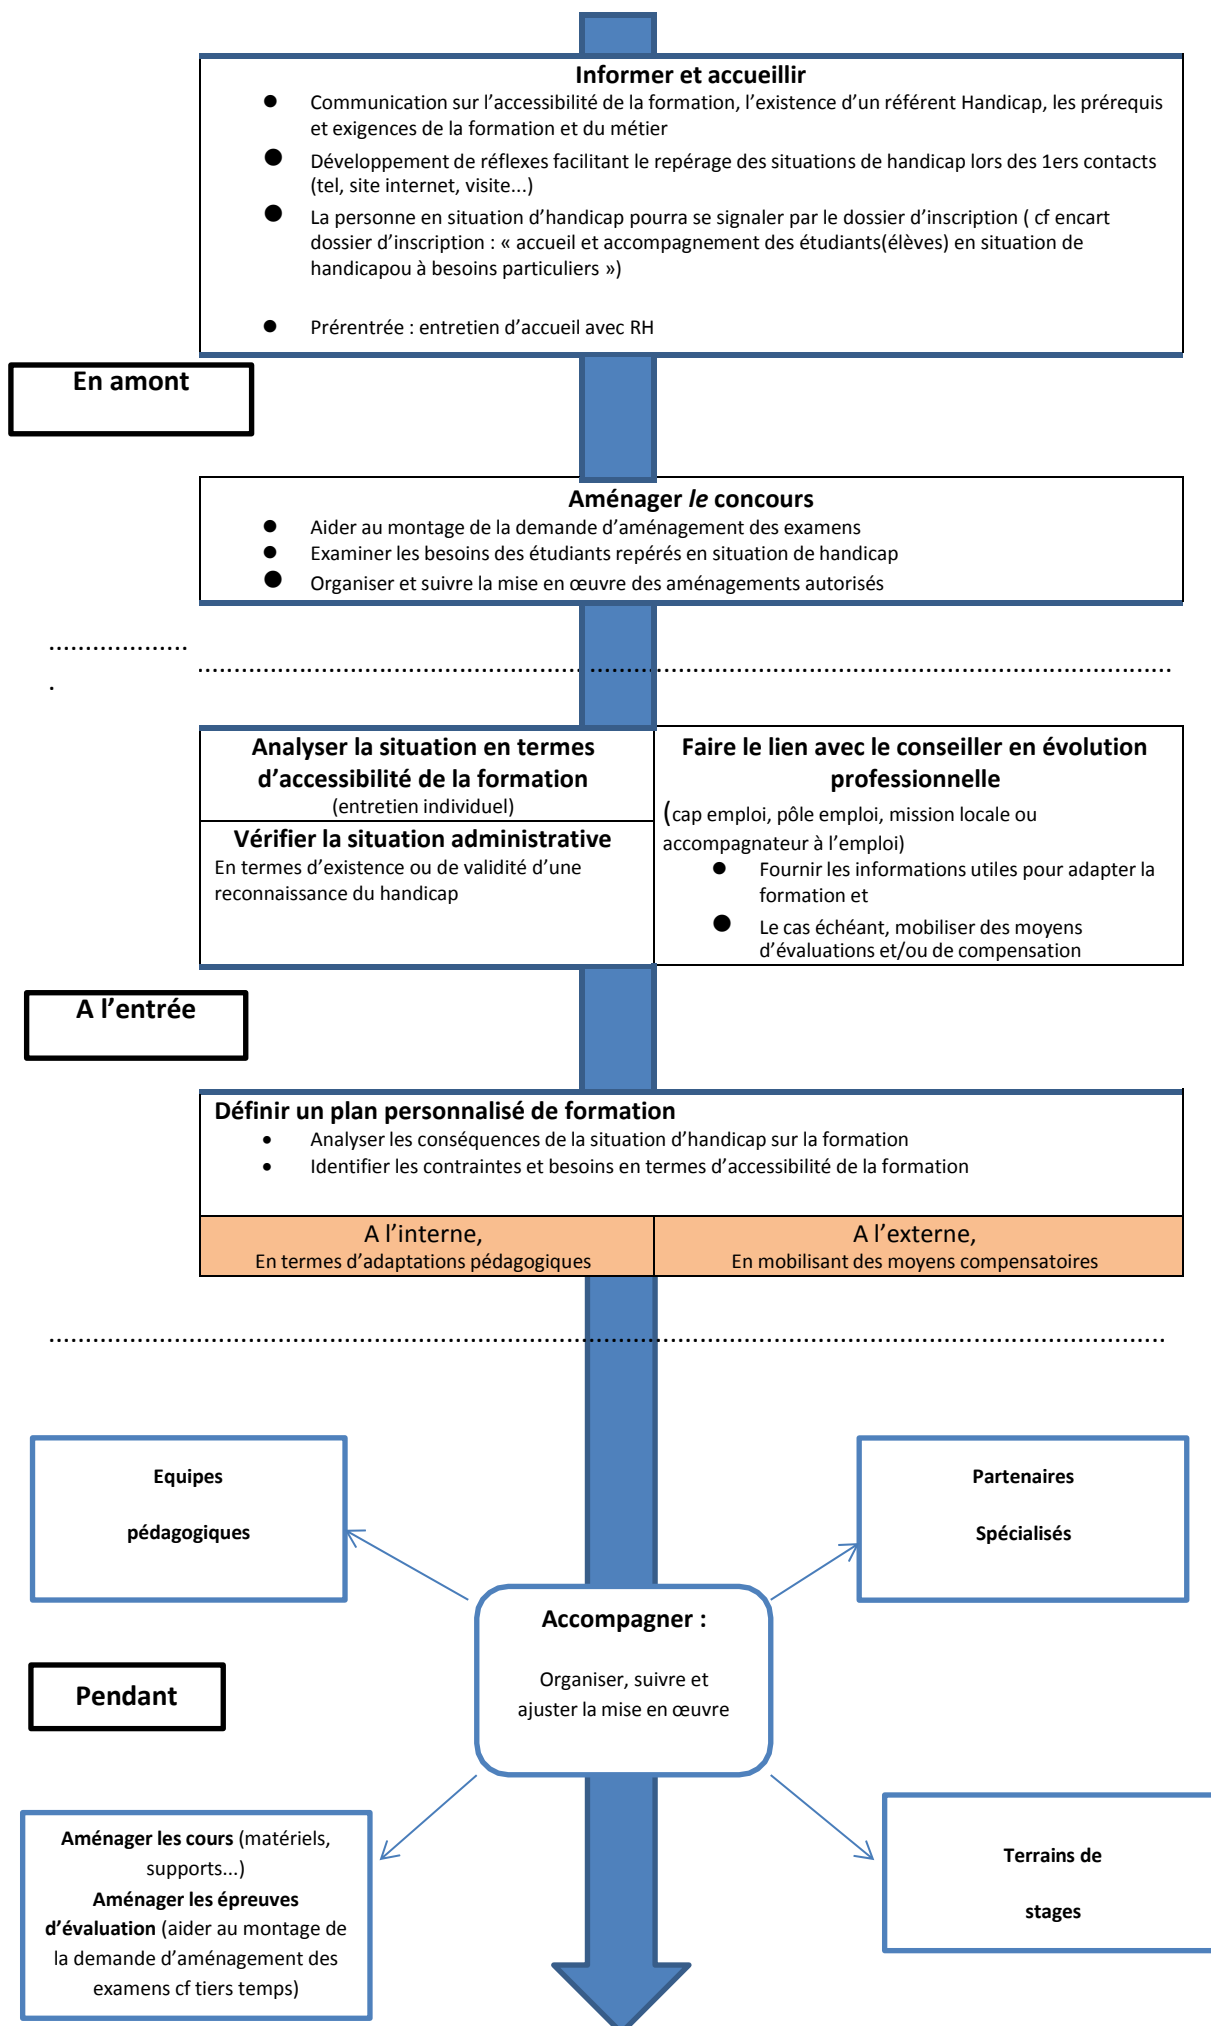 Informer et accueillir
● Communication sur l’accessibilité de la formation, l’existence d’un référent Handicap, les prérequis
et exigences de la formation et du métier
● Développement de réflexes facilitant le repérage des situations de handicap lors des 1ers contacts
(tel, site internet, visite...)
● La personne en situation d’handicap pourra se signaler par le dossier d’inscription ( cf encart
dossier d’inscription : « accueil et accompagnement des étudiants(élèves) en situation de
handicapou à besoins particuliers »)
● Prérentrée : entretien d’accueil avec RH
En amont
Aménager le concours
● Aider au montage de la demande d’aménagement des examens
● Examiner les besoins des étudiants repérés en situation de handicap
● Organiser et suivre la mise en œuvre des aménagements autorisés
Analyser la situation en termes
d’accessibilité de la formation
(entretien individuel)
Vérifier la situation administrative
En termes d’existence ou de validité d’une
reconnaissance du handicap
Faire le lien avec le conseiller en évolution
professionnelle
(cap emploi, pôle emploi, mission locale ou
accompagnateur à l’emploi)
● Fournir les informations utiles pour adapter la
formation et
● Le cas échéant, mobiliser des moyens
d’évaluations et/ou de compensation
A l’entrée
Définir un plan personnalisé de formation
• Analyser les conséquences de la situation d’handicap sur la formation
• Identifier les contraintes et besoins en termes d’accessibilité de la formation
A l’interne,
En termes d’adaptations pédagogiques
A l’externe,
En mobilisant des moyens compensatoires
Equipes
pédagogiques
Partenaires
Spécialisés
Accompagner :
Organiser, suivre et
ajuster la mise en œuvre
Pendant
Aménager les cours (matériels,
supports...)
Aménager les épreuves
d’évaluation (aider au montage de
la demande d’aménagement des
examens cf tiers temps)
Terrains de
stages